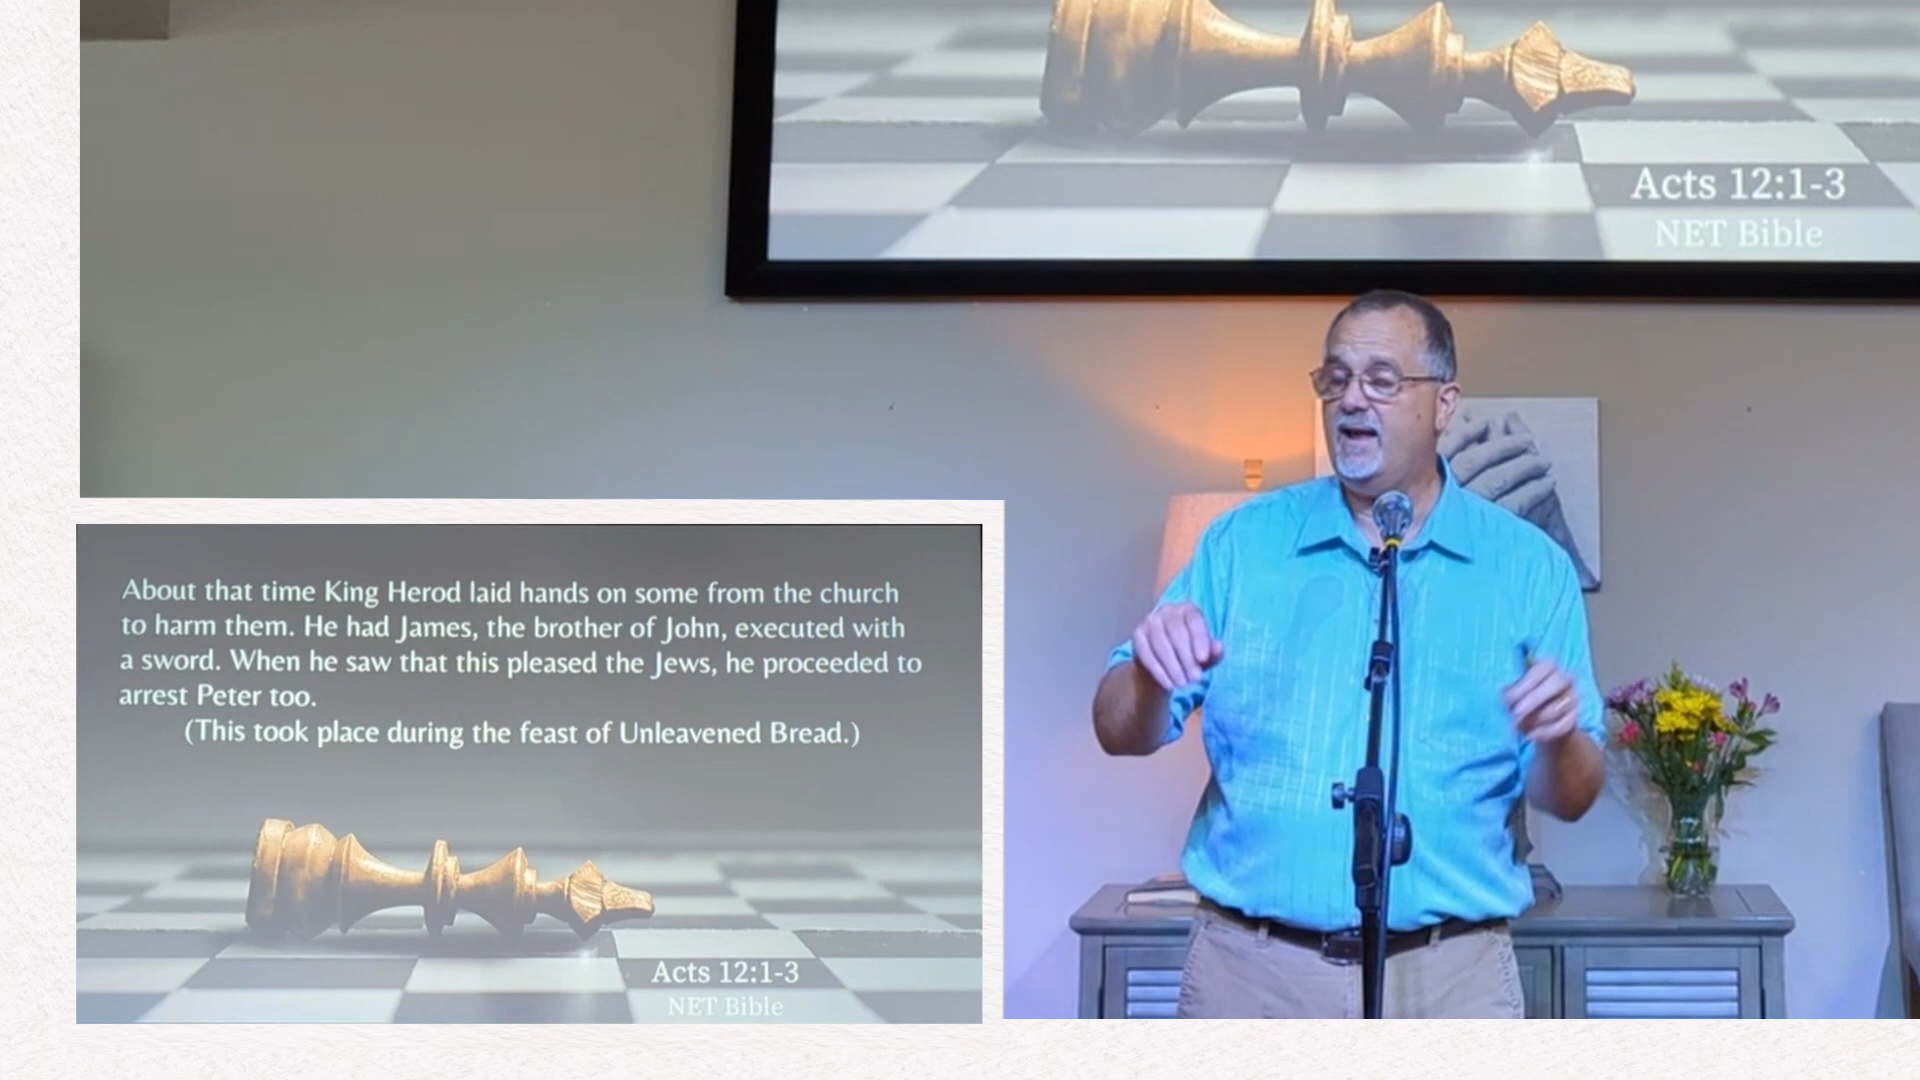 Acts 12:1-3
NET Bible
About that time King Herod laid hands on some from the church
to harm them. He had James, the brother of John, executed with
a sword. When he saw that this pleased the Jews, he proceeded to
arrest Peter too.
(This took place during the feast of Unleavened Bread.)
Acts 12:1-3
NET Bible